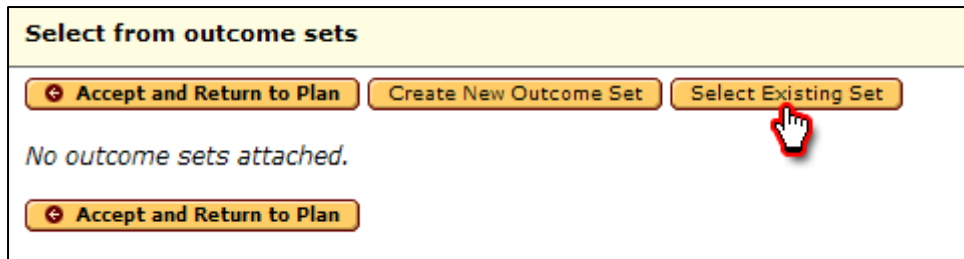 Select from outcome sets
Accept and Return to Plan Create New Outcome Set Select Existing Set
No outcome sets attached.
Accept and Return to Plan